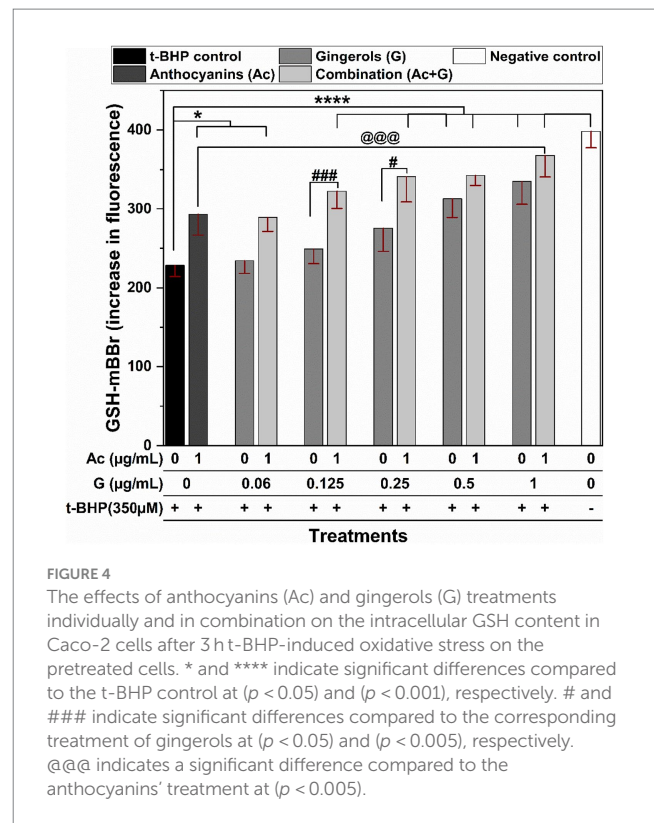 t-BHP control Gingerols (G) Negative control
Anthocyanins (Ac) Combination (Ac+G)
****
*
@@@
###
#
GSH-mBBr (increase in fluorescence)
400
300
200
100
0
Ac (µg/mL) 0 1 0 1 0 1 0 1 0 1 0 1 0
G (µg/mL) 0 0.06 0.125 0.25 0.5 1 0
t-BHP(350µM) + + + + + + + + + + + + -
Treatments
FIGURE 4
The effects of anthocyanins (Ac) and gingerols (G) treatments
individually and in combination on the intracellular GSH content in
Caco-2 cells after 3 h t-BHP-induced oxidative stress on the
pretreated cells. * and **** indicate significant differences compared
to the t-BHP control at (p < 0.05) and (p < 0.001), respectively. # and
### indicate significant differences compared to the corresponding
treatment of gingerols at (p < 0.05) and (p < 0.005), respectively.
@@@ indicates a significant difference compared to the
anthocyanins’ treatment at (p < 0.005).